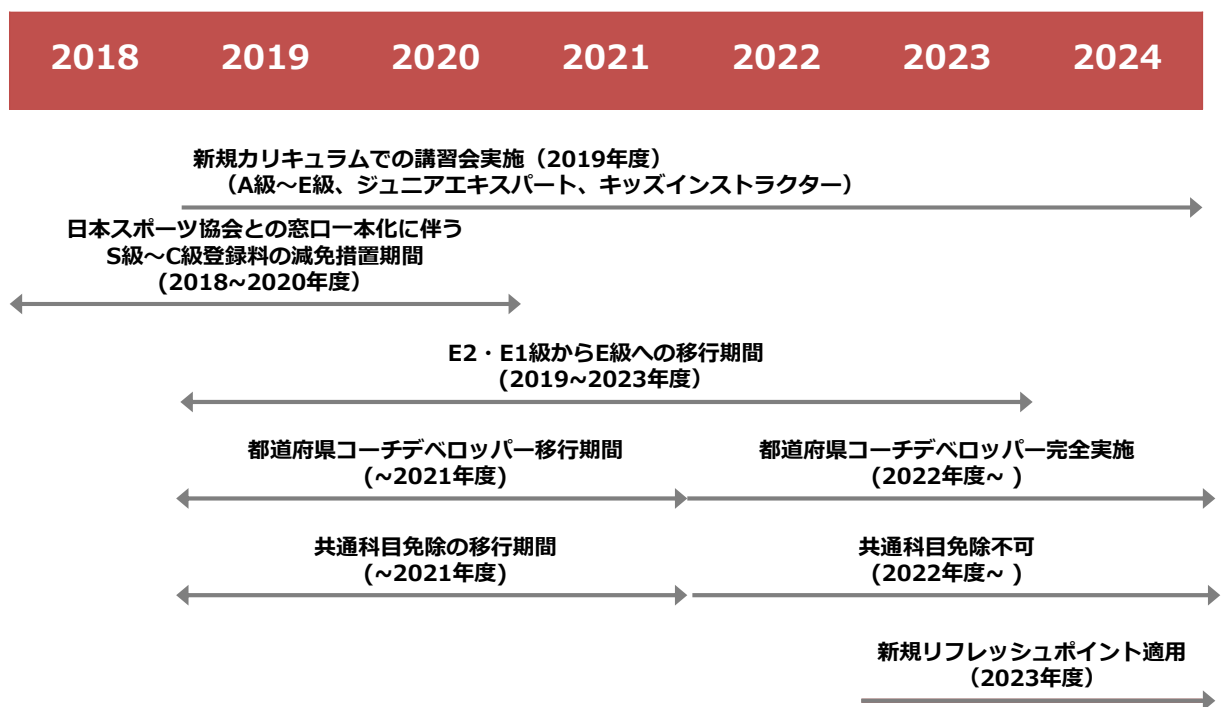 2018 2019 2020 2021 2022 2023 2024
新規カリキュラムでの講習会実施（2019年度）
（A級～E級、ジュニアエキスパート、キッズインストラクター）
日本スポーツ協会との窓口一本化に伴う
S級～C級登録料の減免措置期間
(2018~2020年度）
E2・E1級からE級への移行期間
(2019~2023年度）
都道府県コーチデベロッパー移行期間
(~2021年度)
都道府県コーチデベロッパー完全実施
(2022年度~ )
共通科目免除の移行期間
(~2021年度)
共通科目免除不可
(2022年度~ )
新規リフレッシュポイント適用
（2023年度）